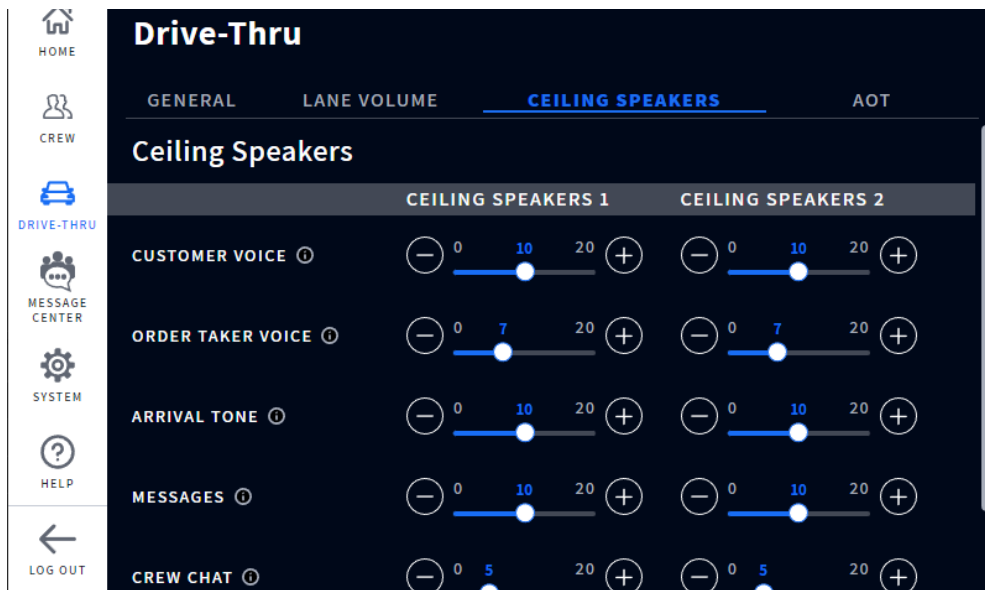 HOME
CREW
DRIVE-THRU
MESSAGE
CENTER
SYSTEM
HELP
LOG OUT
Drive-Thru
GENERAL LANE VOLUME CEILING SPEAKERS AOT
Ceiling Speakers
CEILING SPEAKERS 1 CEILING SPEAKERS 2
CUSTOMER VOICE 0 10 20 0 10 20
ORDER TAKER VOICE 0 7 20 0 7 20
ARRIVAL TONE 0 10 20 0 10 20
MESSAGES 0 10 20 0 10 20
CREW CHAT 0 5 20 0 5 20